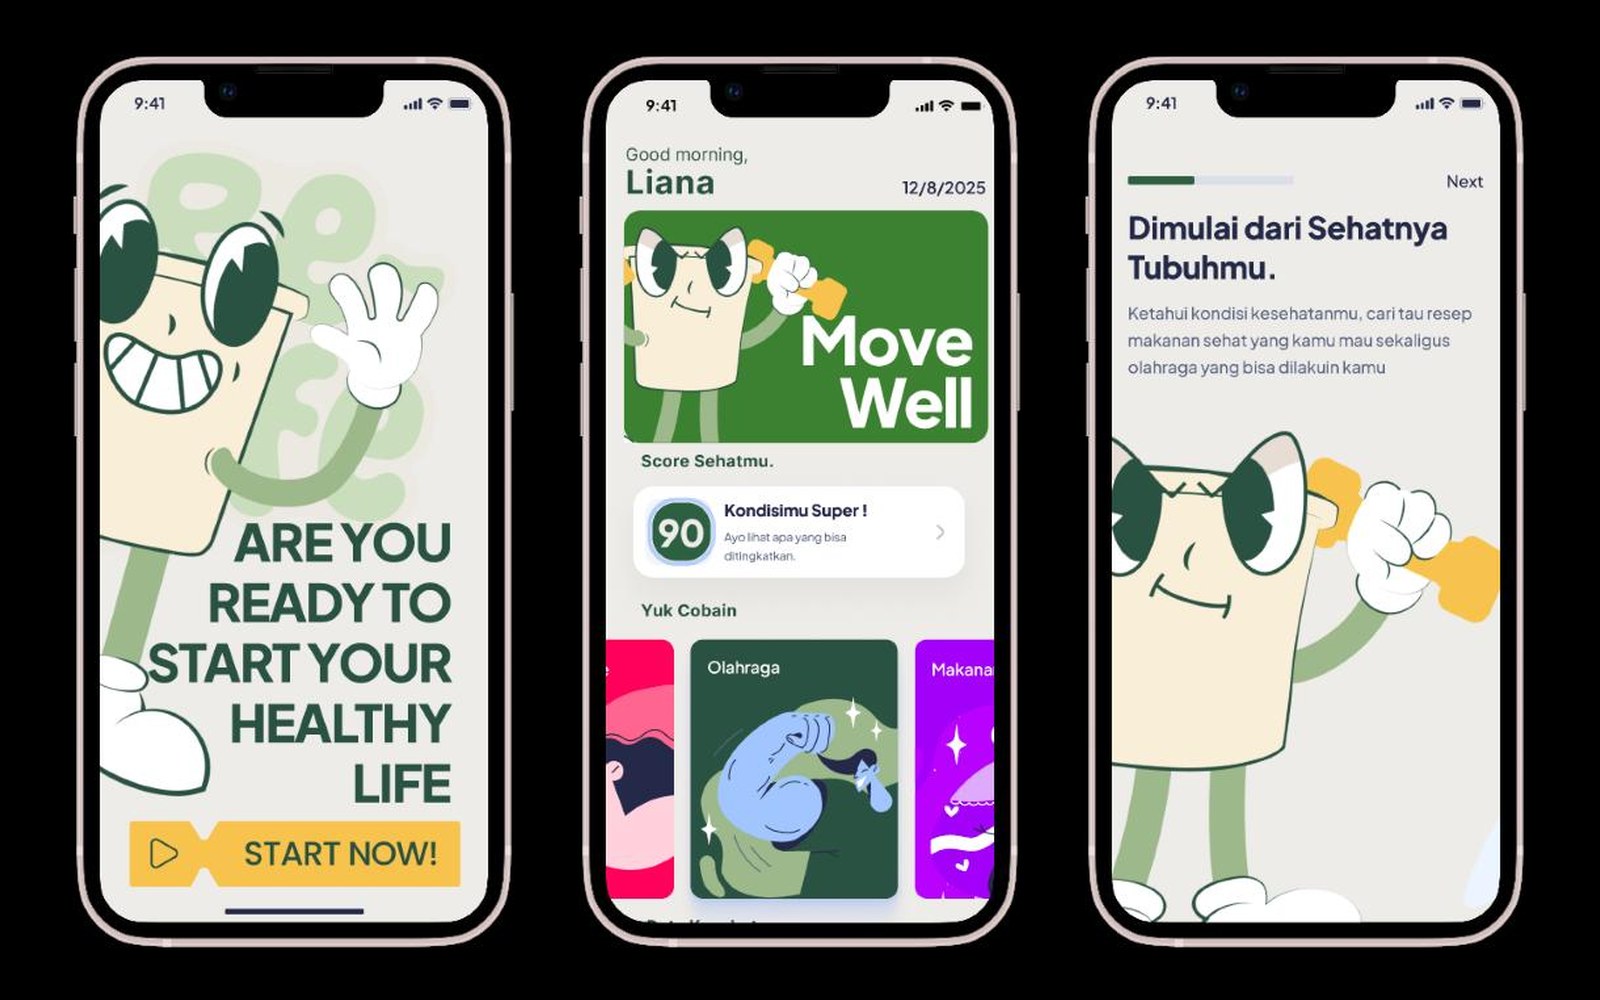 9:41
Be
Fe
ARE YOU
READY TO
START YOUR
HEALTHY
LIFE
START NOW!
9:41
Good morning,
Liana
12/8/2025
Move
Well
Score Sehatmu.
90
Kondisimu Super !
Ayo lihat apa yang bisa
ditingkatkan.
Yuk Cobain
e
Olahraga
Makana
9:41
Next
Dimulai dari Sehatnya
Tubuhmu.
Ketahui kondisi kesehatanmu, cari tau resep
makanan sehat yang kamu mau sekaligus
olahraga yang bisa dilakuin kamu